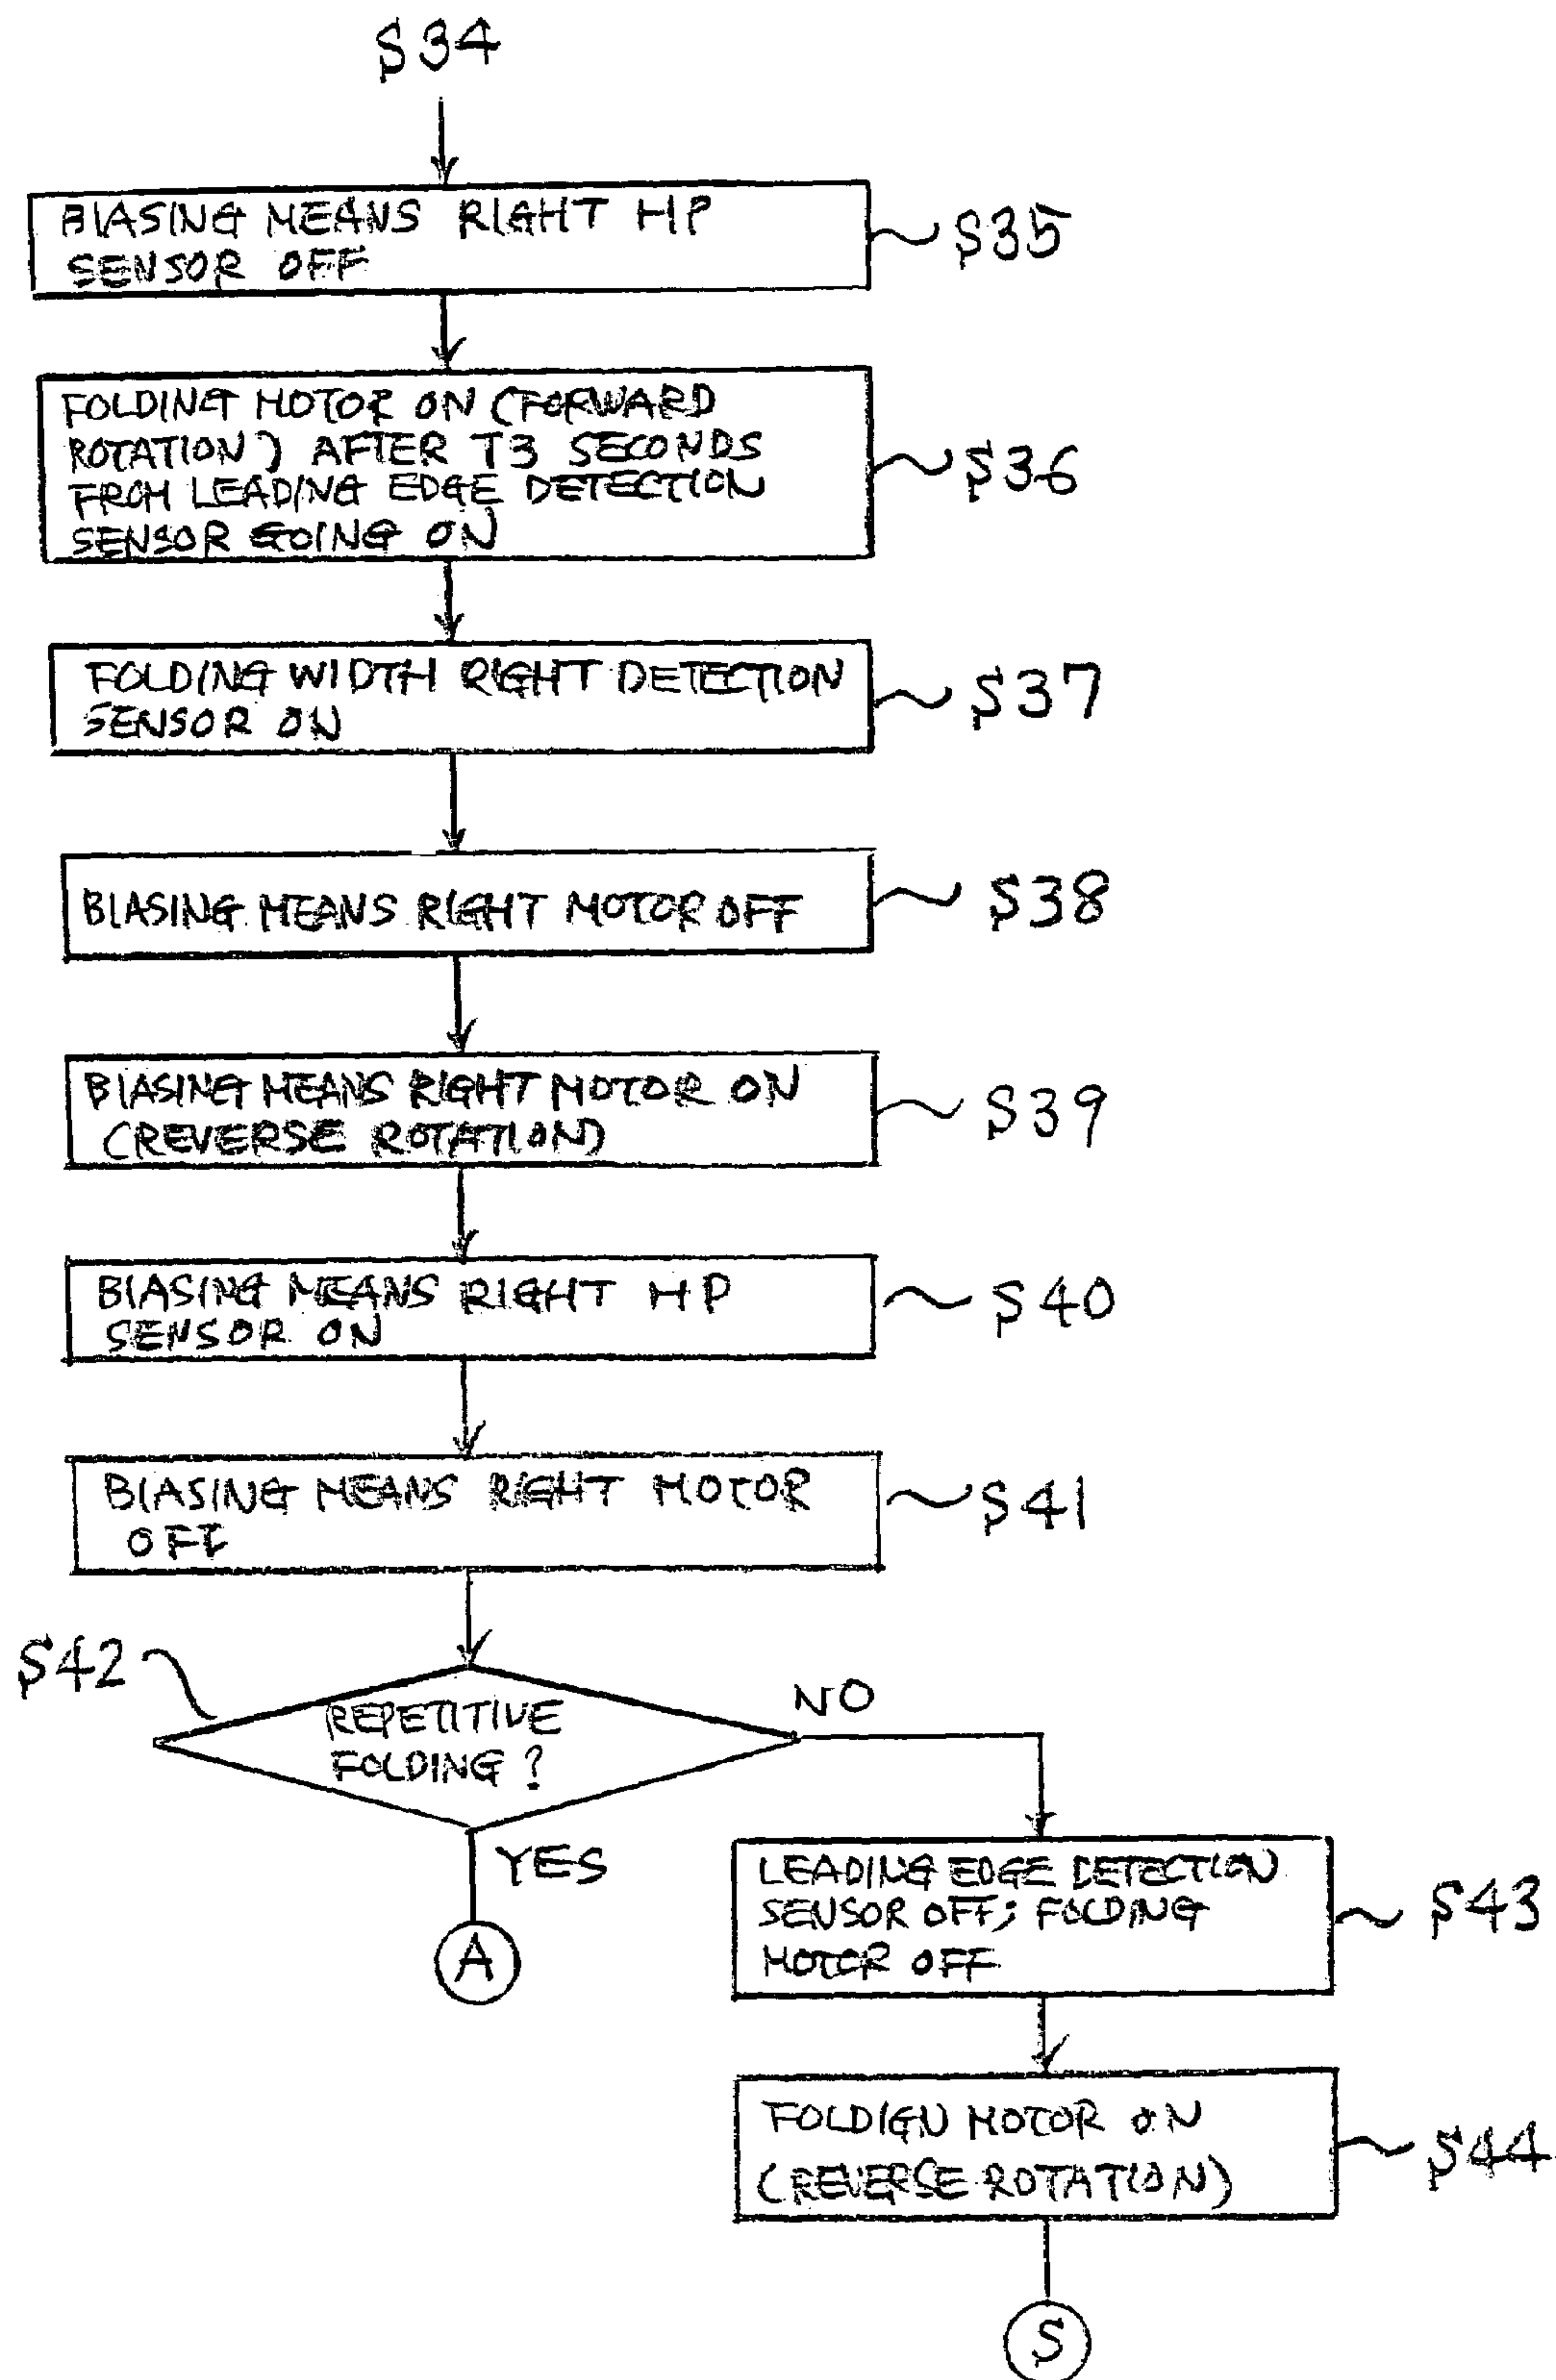 S34
BIASING MEANS RIGHT HP
SENSOR OFF
S35
FOLDING MOTOR ON (FORWARD
ROTATION) AFTER T3 SECONDS
FROM LEADING EDGE DETECTION
SENSOR GOING ON
S36
FOLDING WIDTH RIGHT DETECTION
SENSOR ON
S37
BIASING MEANS RIGHT MOTOR OFF
S38
BIASING MEANS RIGHT MOTOR ON
(REVERSE ROTATION)
S39
BIASING MEANS RIGHT HP
SENSOR ON
S40
BIASING MEANS RIGHT MOTOR
OFF
S41
S42
REPETITIVE
FOLDING?
NO
YES
A
LEADING EDGE DETECTION
SENSOR OFF; FOLDING
MOTOR OFF
S43
FOLDIGN MOTOR ON
(REVERSE ROTATION)
S44
S